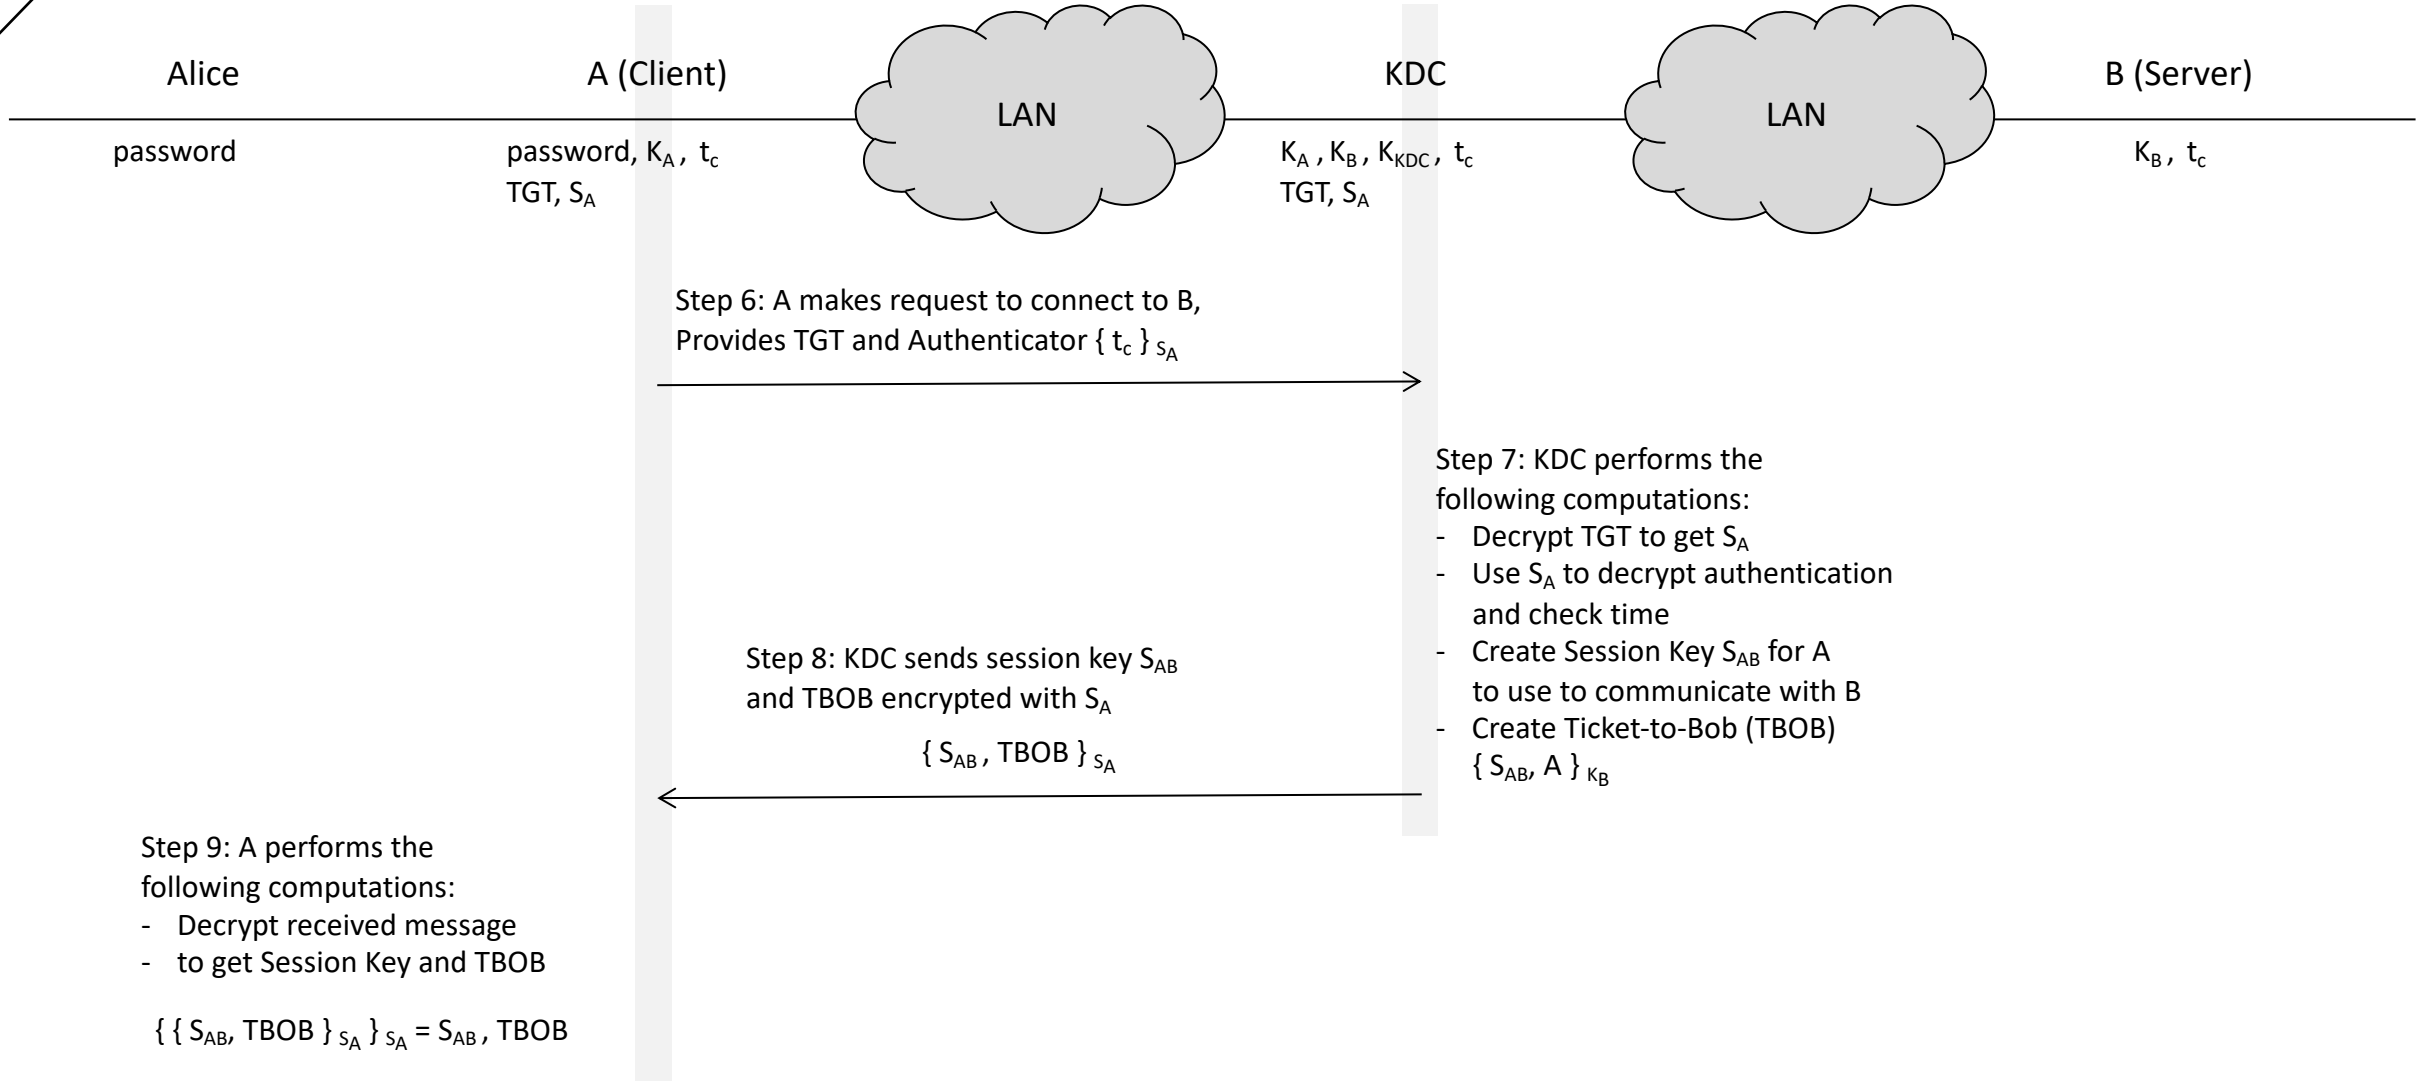 Alice
A (Client)
LAN
KDC
LAN
B (Server)
password
password, K_A , t_c
TGT, S_A
K_A , K_B, K_KDC, t_c
TGT, S_A
K_B, t_c
Step 6: A makes request to connect to B,
Provides TGT and Authenticator { t_c } S_A
Step 7: KDC performs the
following computations:
- Decrypt TGT to get S_A
- Use S_A to decrypt authentication
and check time
- Create Session Key S_AB for A
to use to communicate with B
- Create Ticket-to-Bob (TBOB)
{ S_AB, A } K_B
Step 8: KDC sends session key S_AB
and TBOB encrypted with S_A
{ S_AB , TBOB } S_A
Step 9: A performs the
following computations:
- Decrypt received message
- to get Session Key and TBOB
{ { S_AB, TBOB } S_A } S_A = S_AB , TBOB